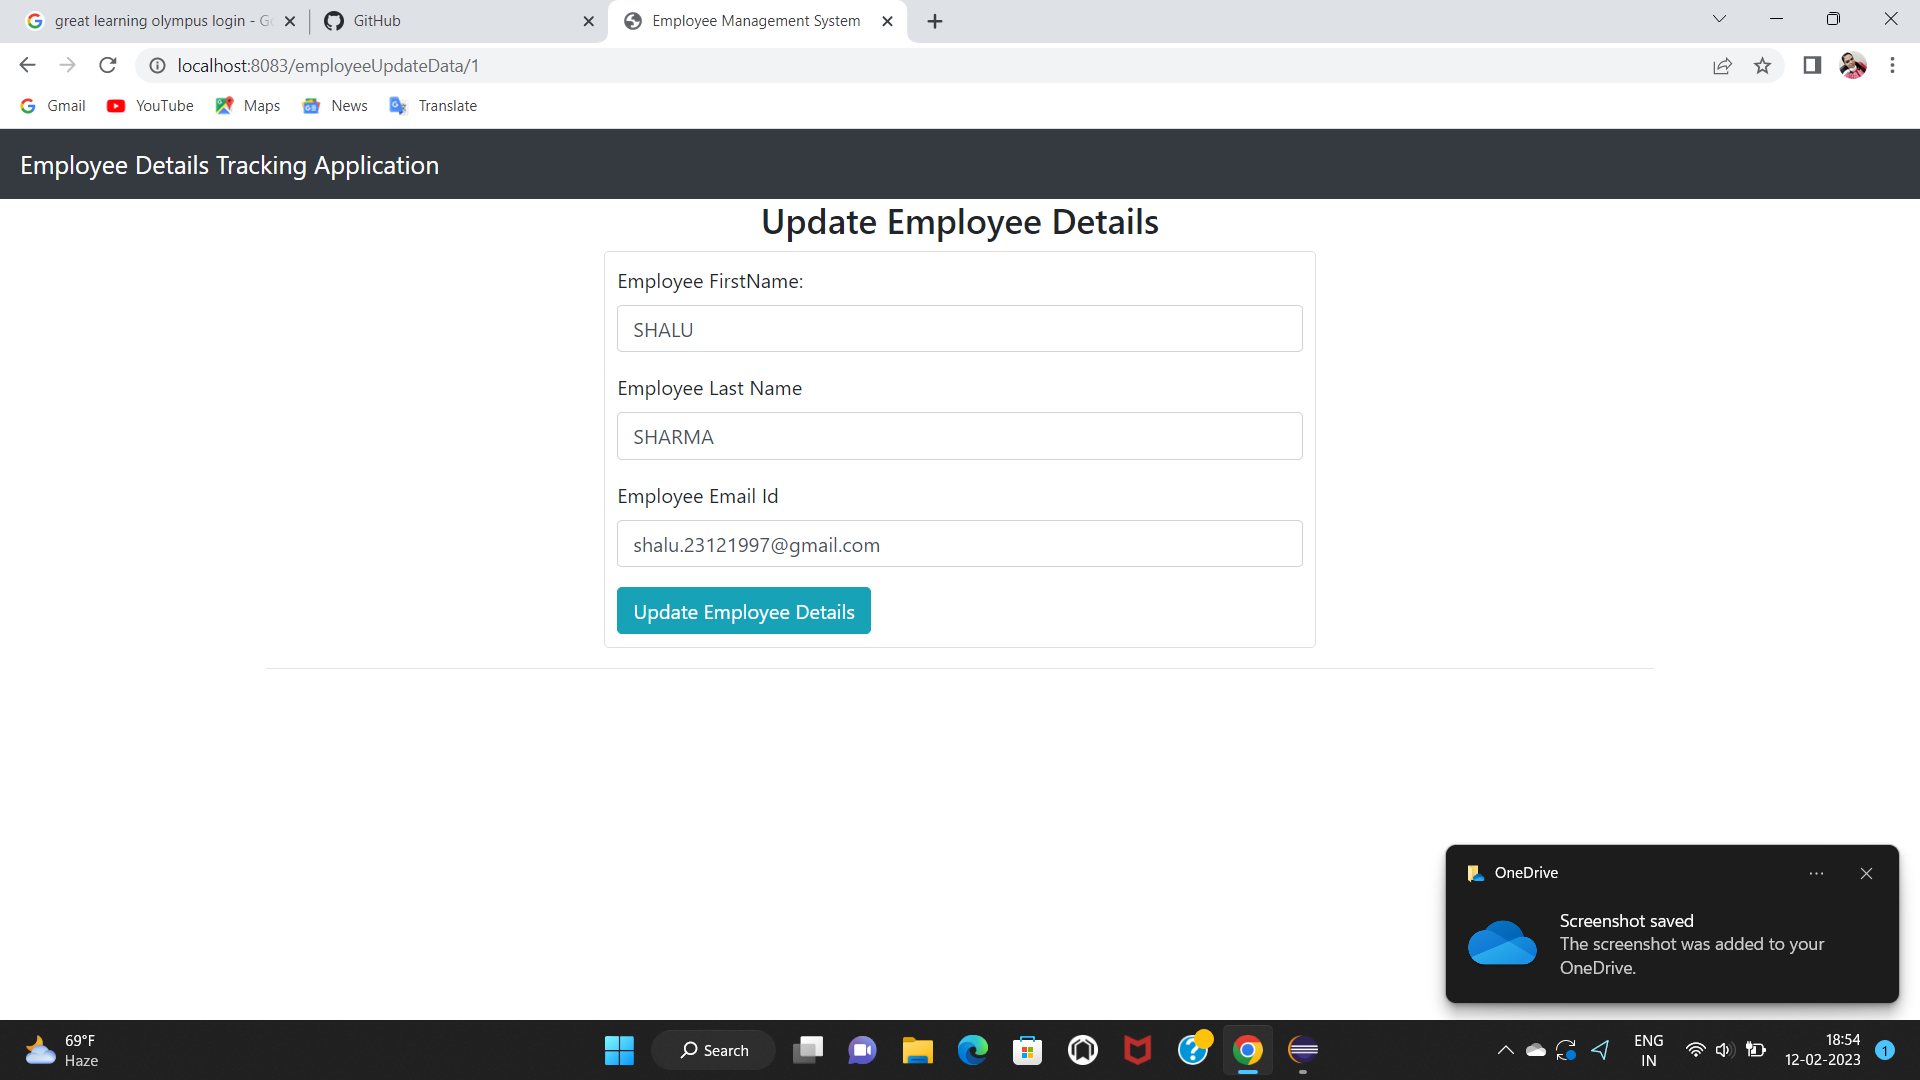 great learning olympus login - Go
GitHub
Employee Management System
localhost:8083/employeeUpdateData/1
Gmail
YouTube
Maps
News
Translate
Employee Details Tracking Application
Update Employee Details
Employee FirstName:
SHALU
Employee Last Name
SHARMA
Employee Email Id
shalu.23121997@gmail.com
Update Employee Details
OneDrive
Screenshot saved
The screenshot was added to your
OneDrive.
69°F
Haze
Search
ENG
IN
18:54
12-02-2023
1